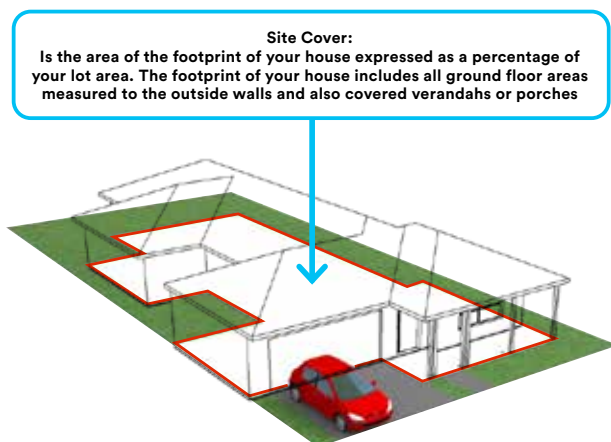 Site Cover:
Is the area of the footprint of your house expressed as a percentage of
your lot area. The footprint of your house includes all ground floor areas
measured to the outside walls and also covered verandahs or porches